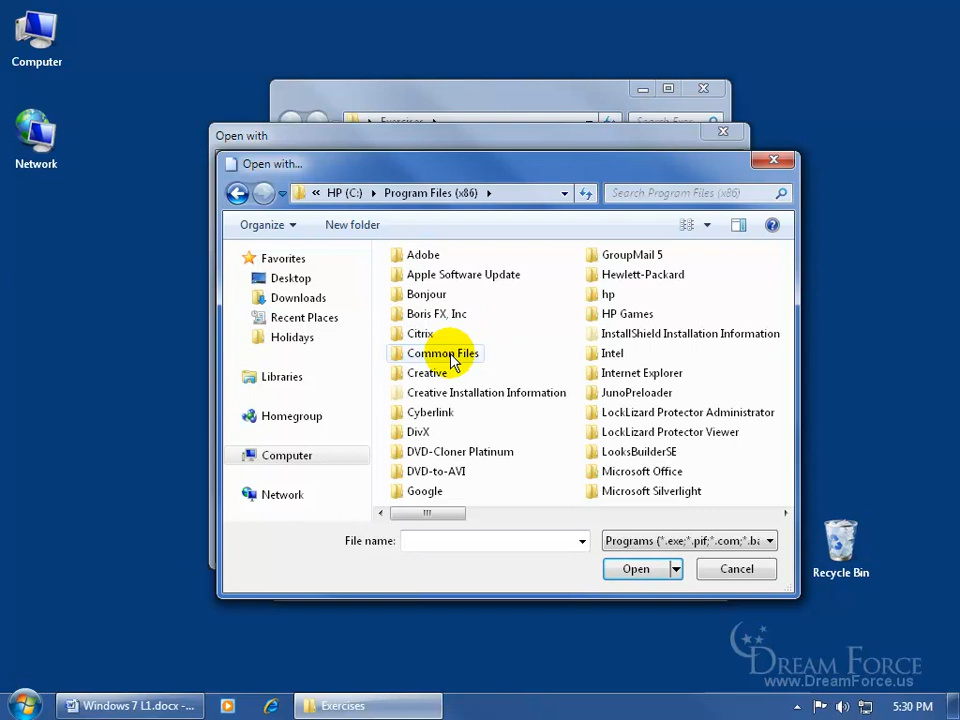 Computer
Network
Exercises
Search Exer
Open with
Open with...
« HP (C:) Program Files (x86)
Search Program Files (x86)
Organize
New folder
Favorites
Desktop
Downloads
Recent Places
Holidays
Libraries
Homegroup
Computer
Network
Adobe
Apple Software Update
Bonjour
Boris FX, Inc
Citrix
Common Files
Creative
Creative Installation Information
Cyberlink
DivX
DVD-Cloner Platinum
DVD-to-AVI
Google
GroupMail 5
Hewlett-Packard
hp
HP Games
InstallShield Installation Information
Intel
Internet Explorer
JunoPreloader
LockLizard Protector Administrator
LockLizard Protector Viewer
LooksBuilderSE
Microsoft Office
Microsoft Silverlight
File name:
Programs (*.exe;*.pif;*.com;*.ba
Open
Cancel
Recycle Bin
DREAM FORCE
www.DreamForce.us
Windows 7 L1.docx - ...
Exercises
5:30 PM